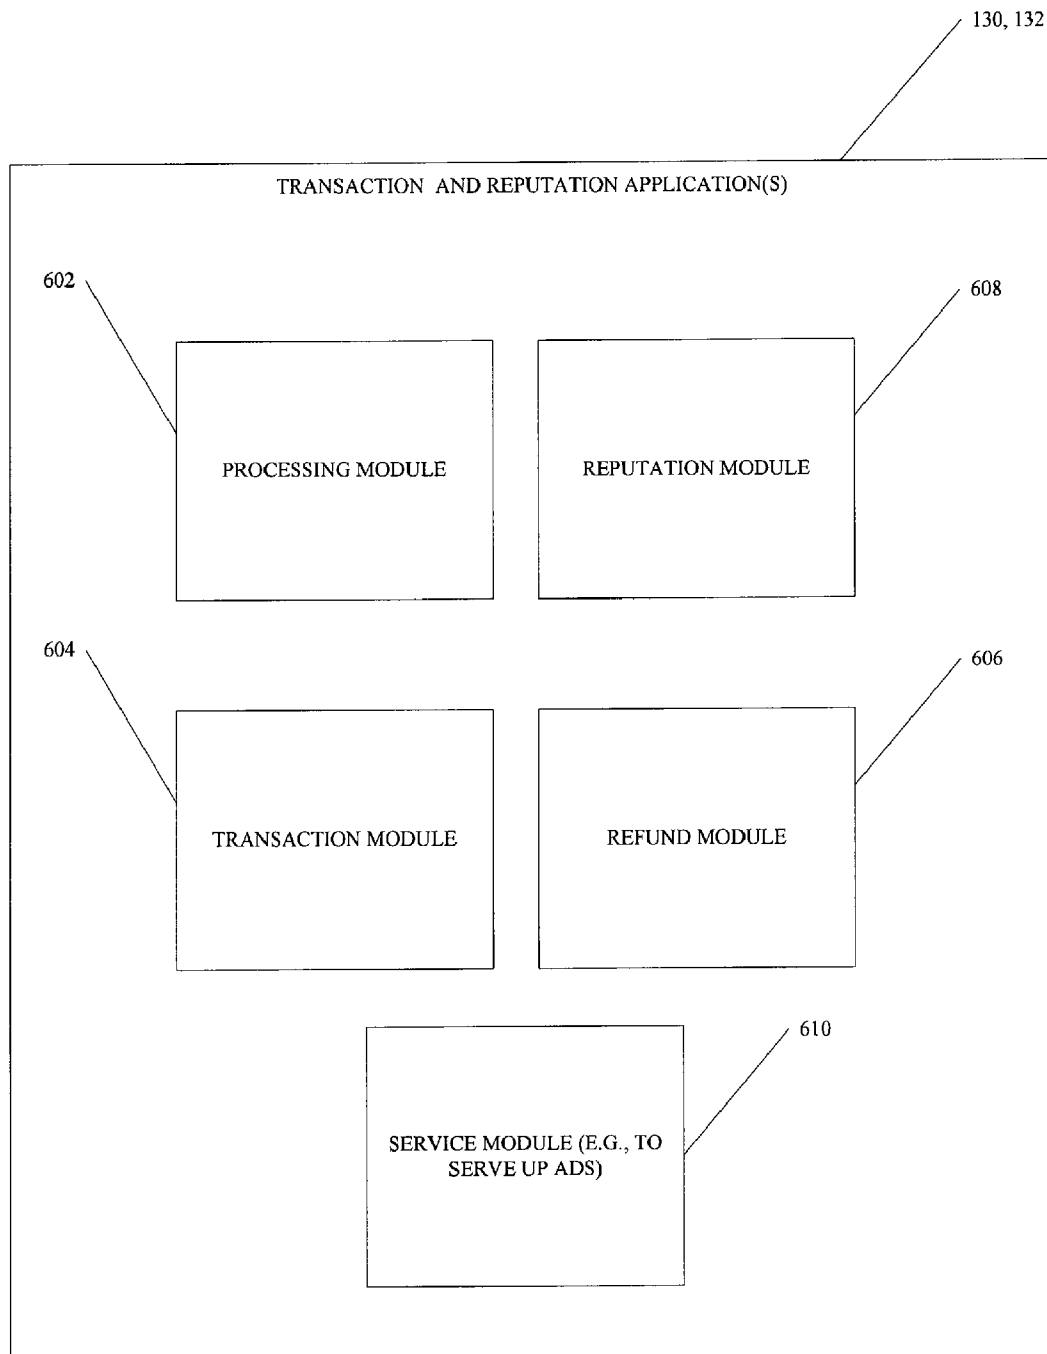 130, 132
TRANSACTION AND REPUTATION APPLICATION(S)
602
608
PROCESSING MODULE
REPUTATION MODULE
604
606
TRANSACTION MODULE
REFUND MODULE
610
SERVICE MODULE (E.G., TO
SERVE UP ADS)